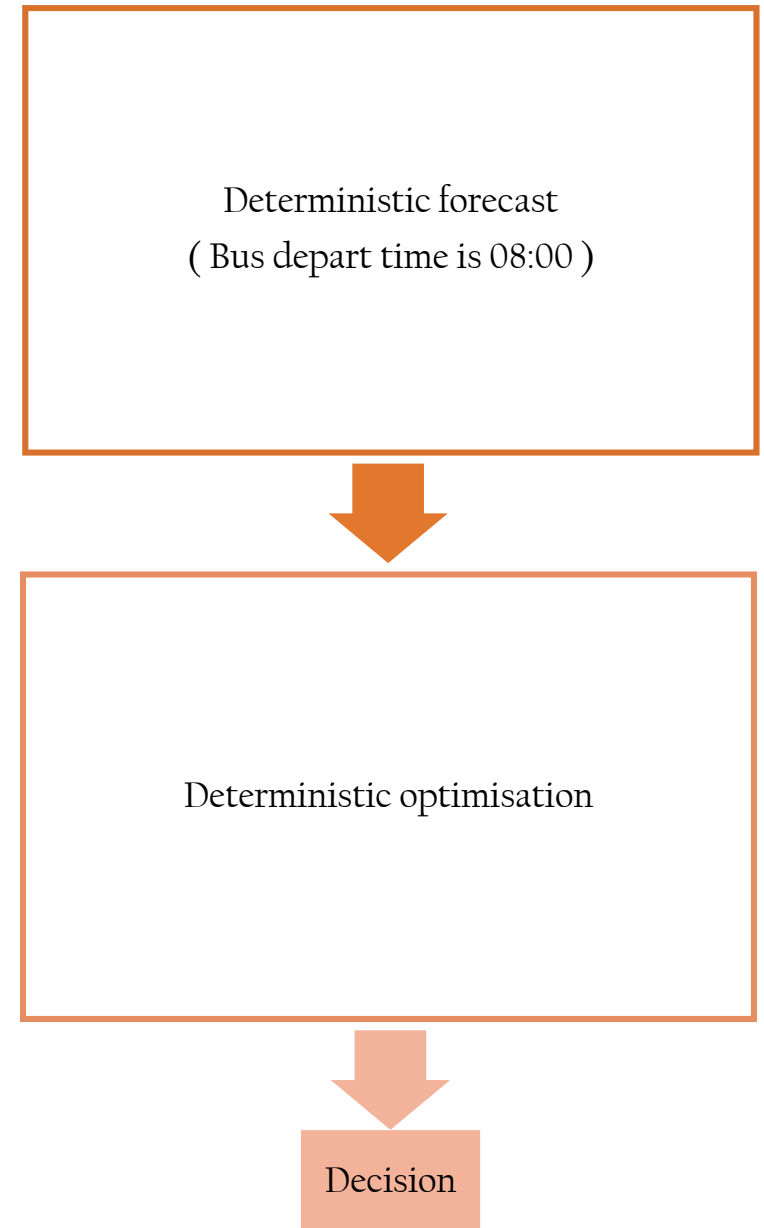 Deterministic forecast
( Bus depart time is 08:00 )
Deterministic optimisation
Decision